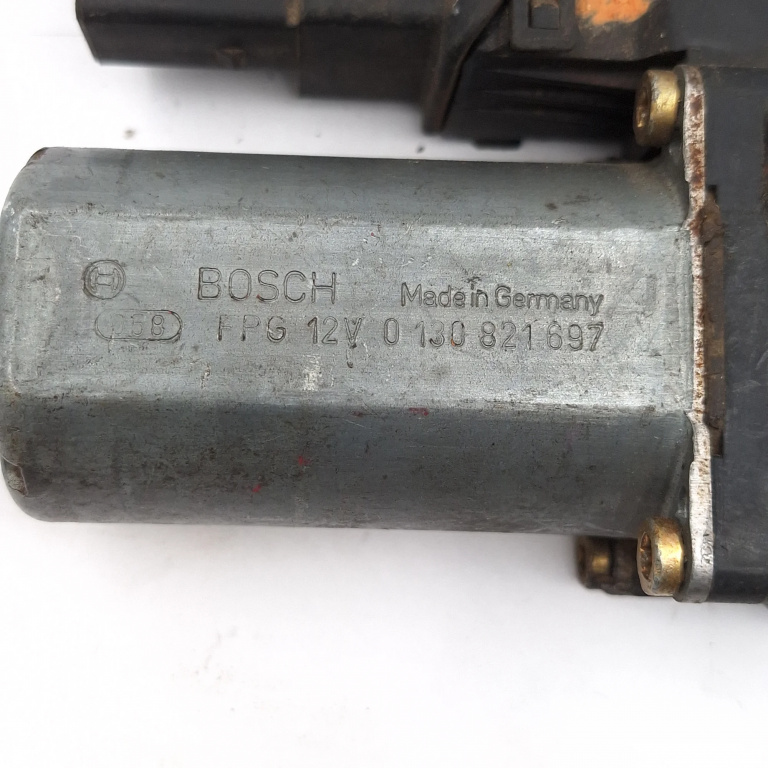 BOSCH Made in Germany
FPG 12V 0 130 821 697